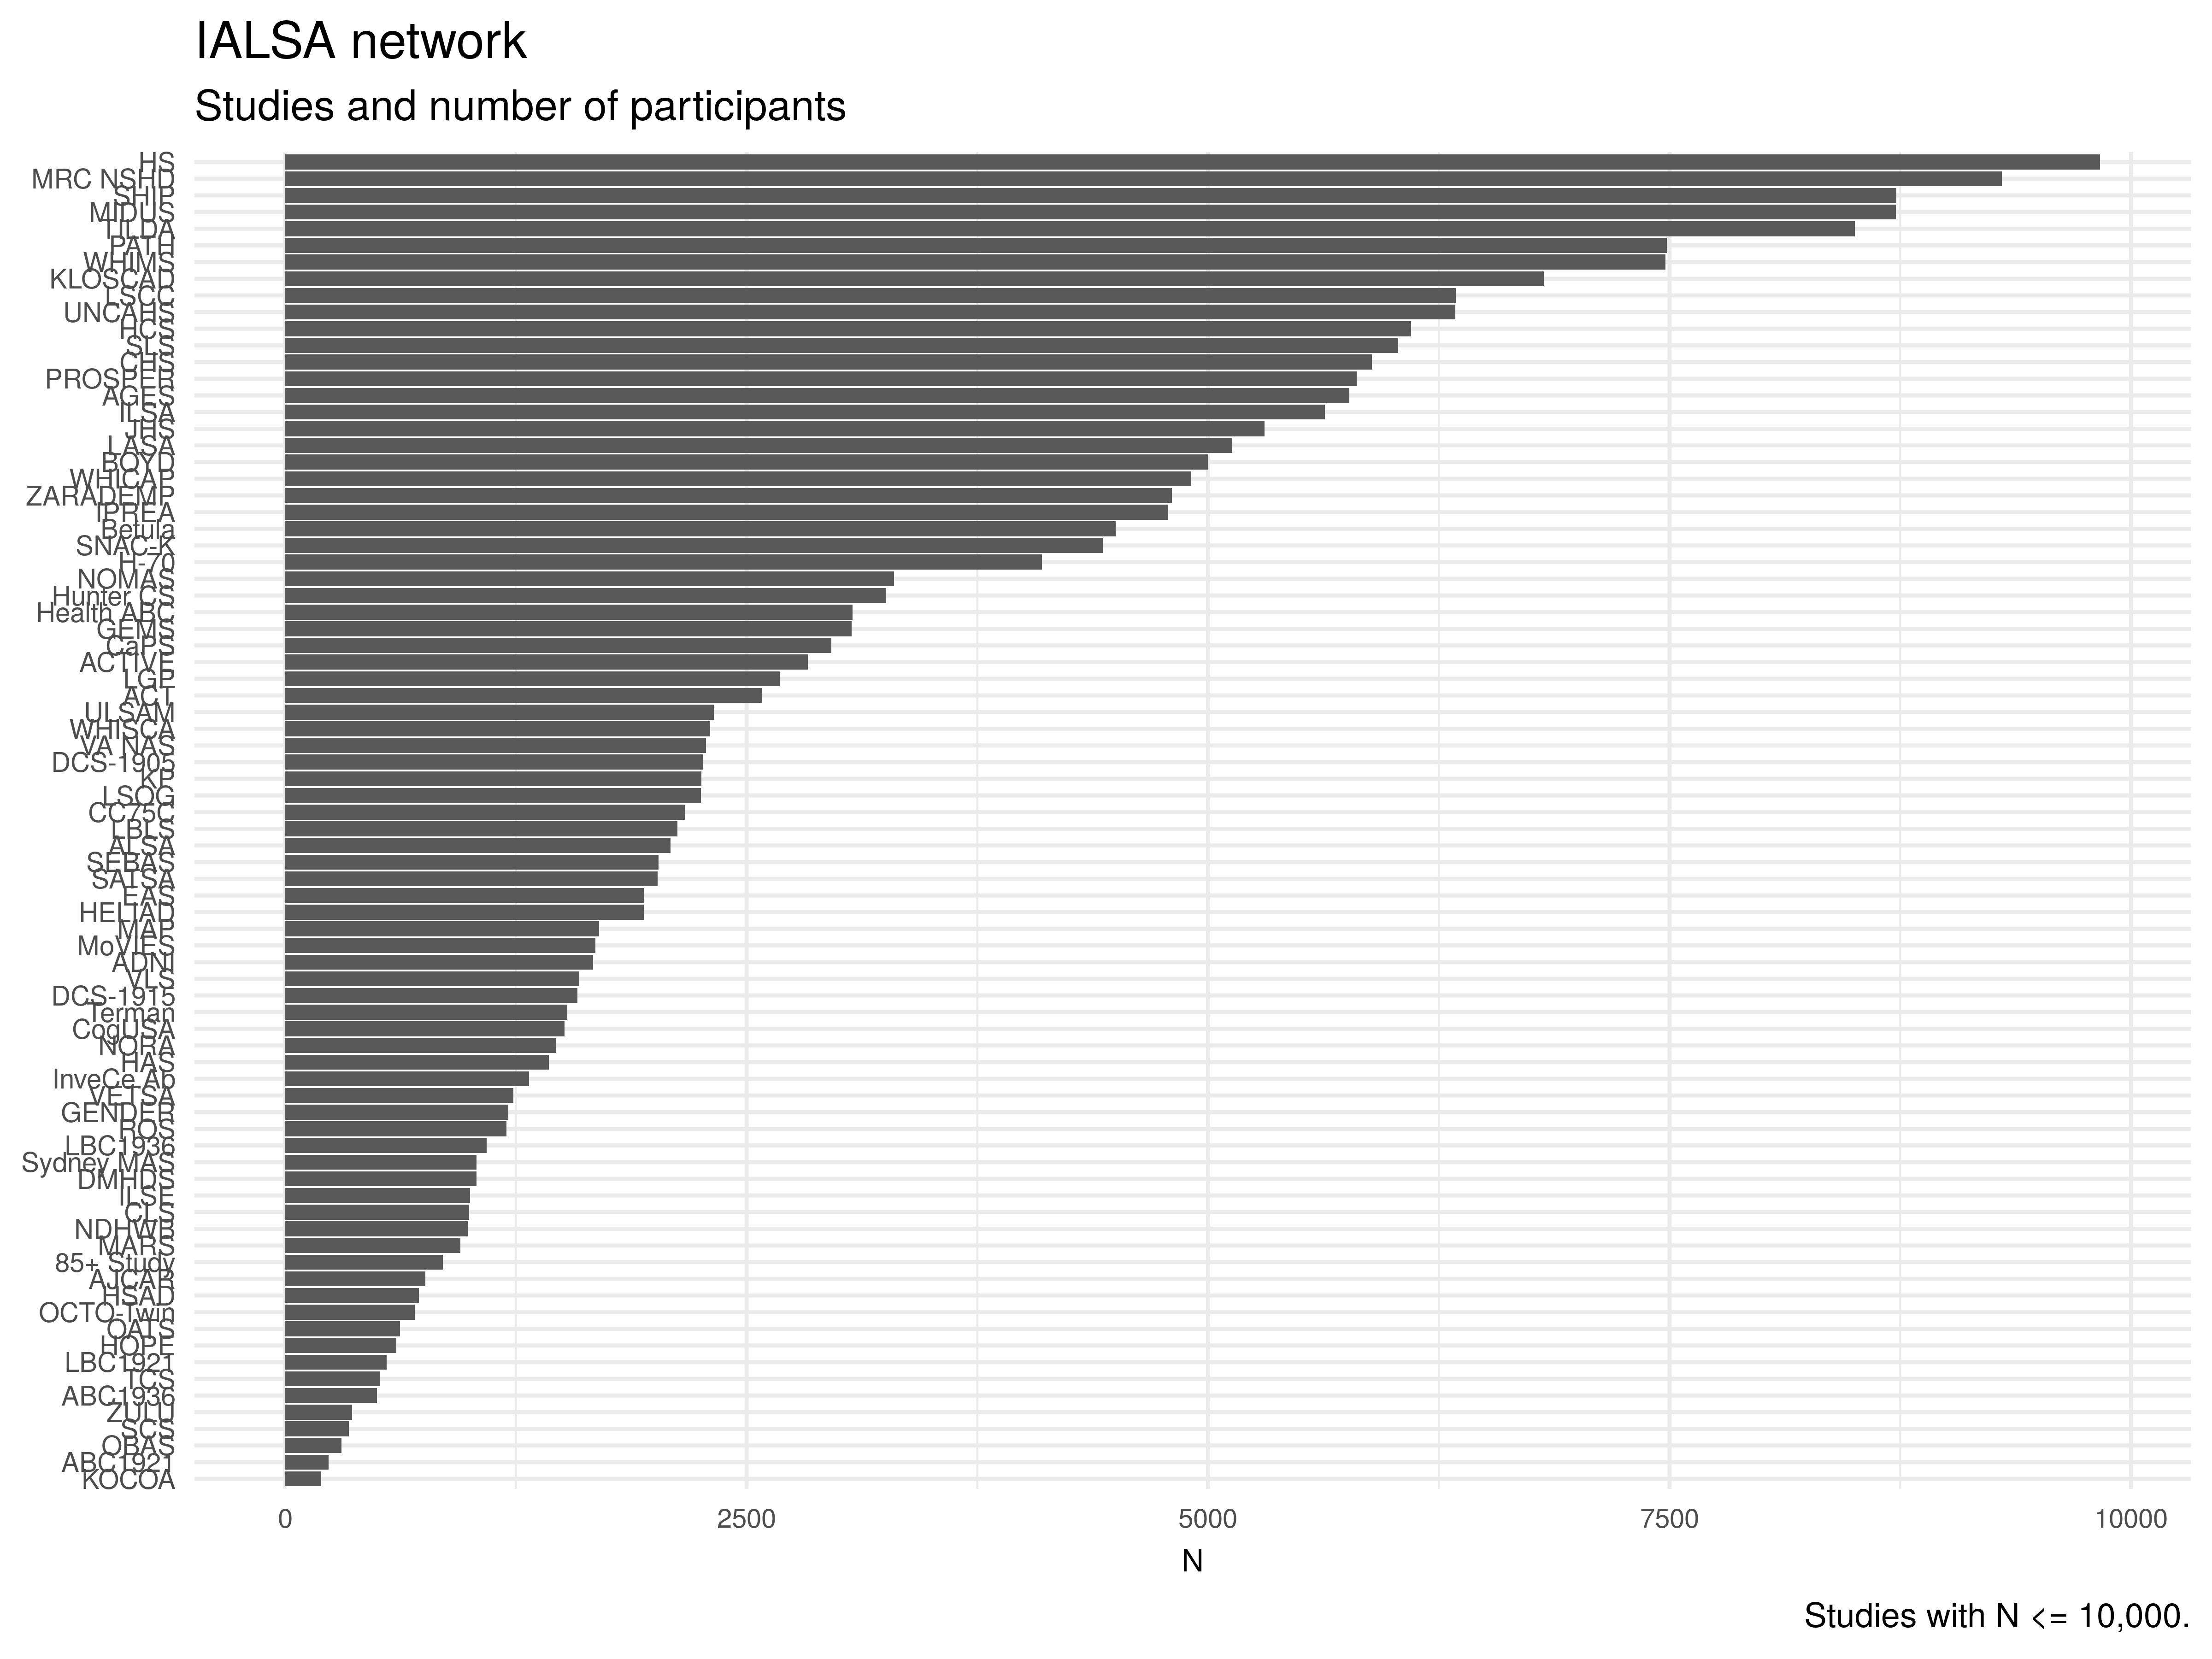 IALSA network
Studies and number of participants
HS
MRC NSHD
SHIP
MIDUS
TILDA
PATH
WHIMS
KLOSCAD
LSCC
UNCAHS
HCS
SLS
CHS
PROSPER
AGES
ILSA
JHS
LASA
BOYD
WHICAP
ZARADEMP
IPREA
Betula
SNAC-K
H-70
NOMAS
Hunter CS
Health ABC
GEMS
CaPS
ACTIVE
LGP
ACT
ULSAM
WHISCA
VA NAS
DCS-1905
KP
LSOG
CC75C
LBLS
ALSA
SEBAS
SATSA
EAS
HELIAD
MAP
MoVIES
ADNI
VLS
DCS-1915
Terman
CogUSA
NORA
HAS
InveCe.Ab
VETSA
GENDER
ROS
LBC1936
Sydney MAS
DMHDS
ILSE
CLS
NDHWB
MARS
85+ Study
AJCAR
HSAD
OCTO-Twin
OATS
HOPE
LBC1921
TCS
ABC1936
ZULU
SCS
OBAS
ABC1921
KOCOA
0 2500 5000 7500 10000
N
Studies with N <= 10,000.